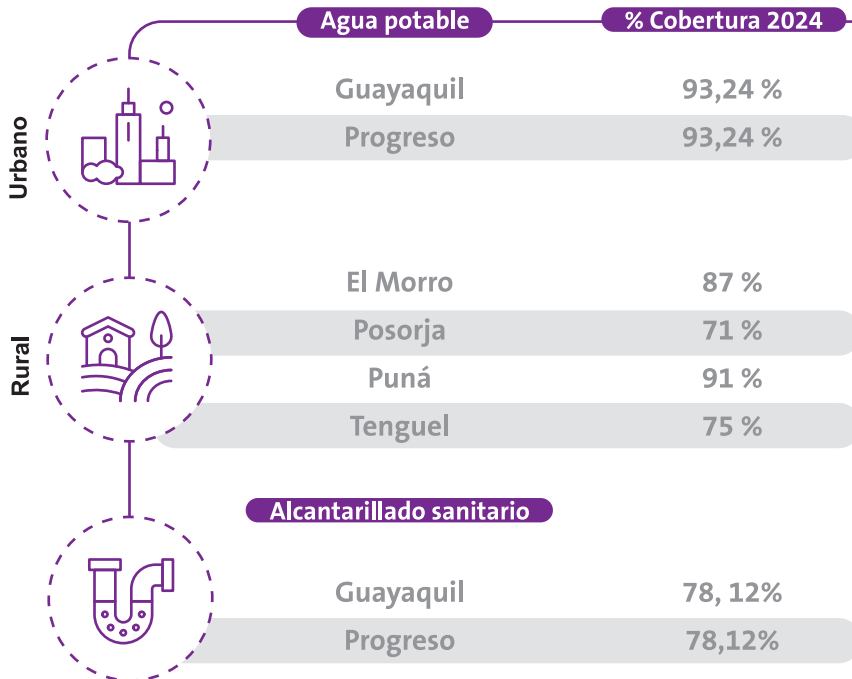 Agua potable % Cobertura 2024
Urbano
Guayaquil 93,24 %
Progreso 93,24 %
Rural
El Morro 87 %
Posorja 71 %
Puná 91 %
Tenguel 75 %
Alcantarillado sanitario
Guayaquil 78, 12%
Progreso 78,12%